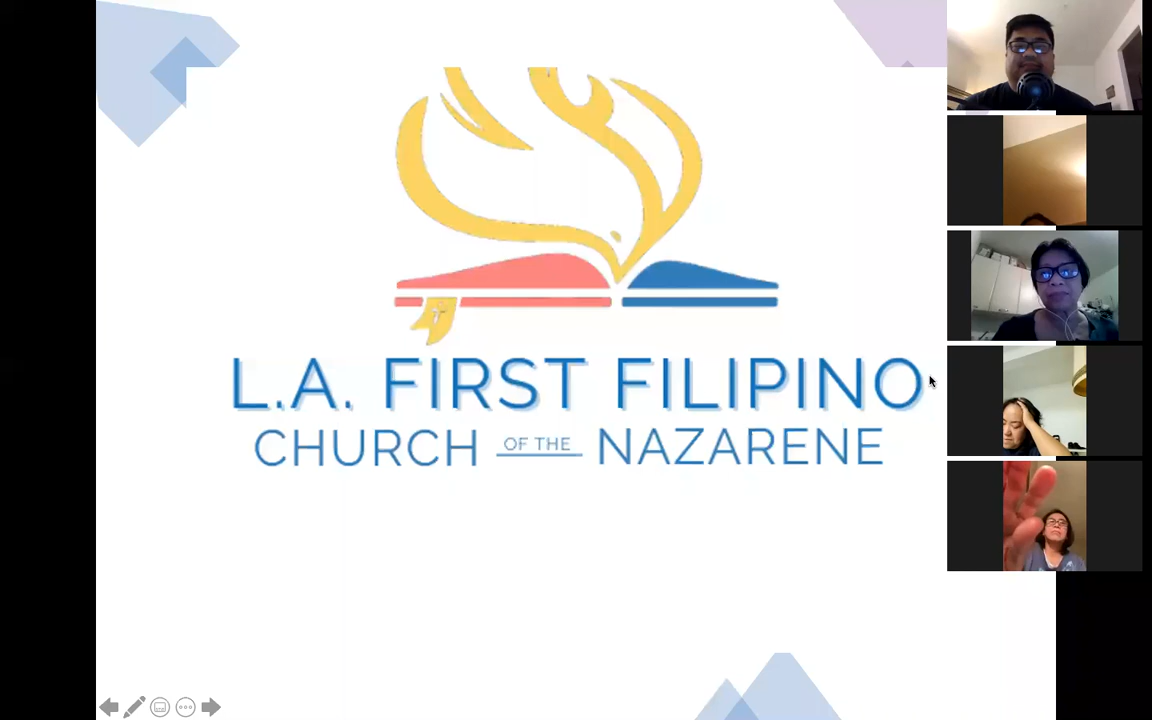 L.A. FIRST FILIPINO
CHURCH OF THE NAZARENE